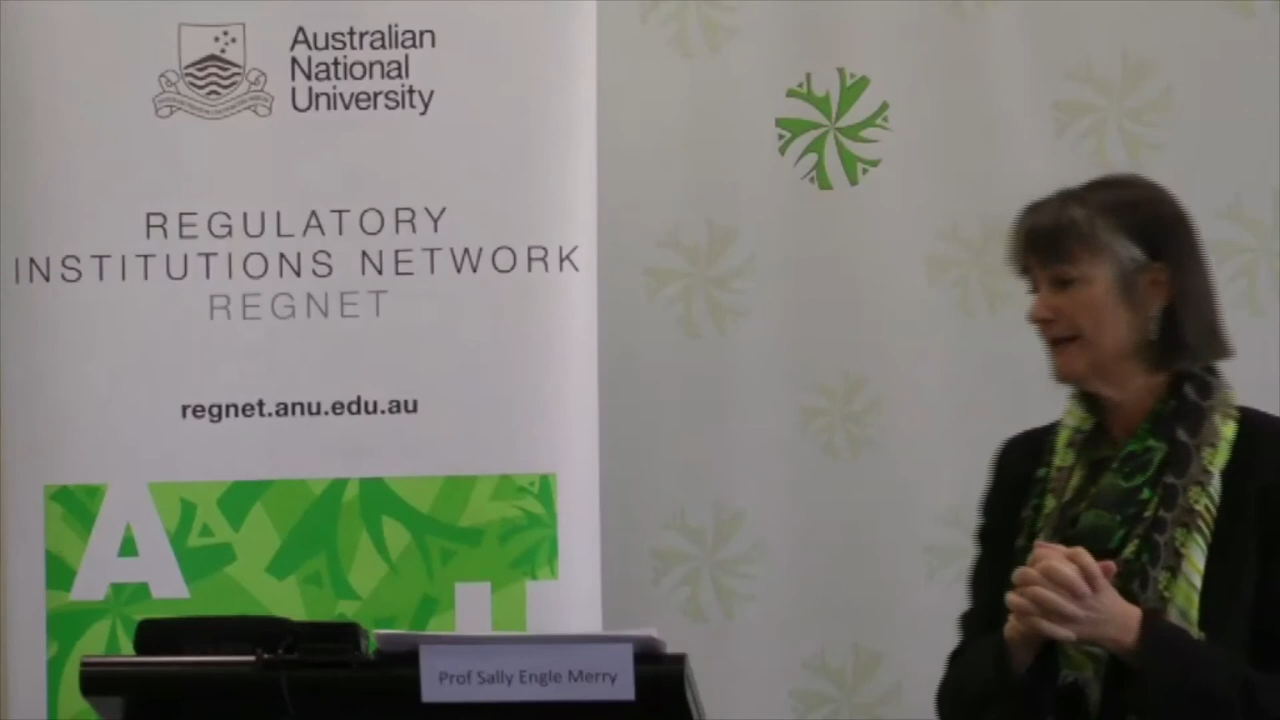 Australian
National
University
REGULATORY
INSTITUTIONS NETWORK
REGNET
regnet.anu.edu.au
A
Prof Sally Engle Merry